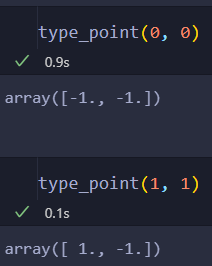 type_point(0, 0)
0.9s
array([-1., -1.])
type_point(1, 1)
0.1s
array([ 1., -1.])